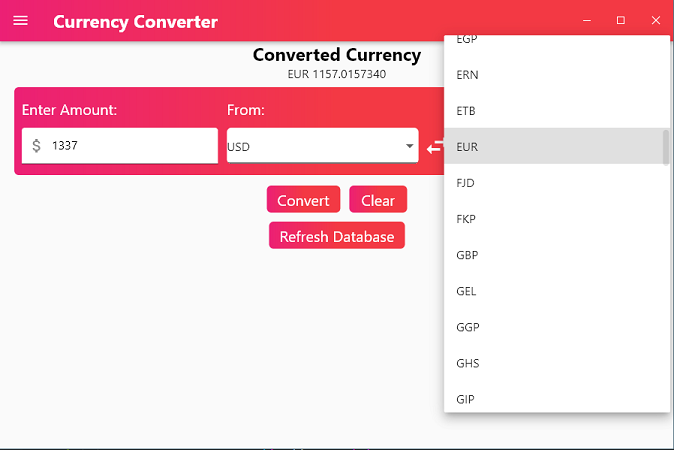 Currency Converter
Converted Currency
EUR 1157.0157340
Enter Amount:
From:
$ 1337
USD
Convert
Clear
Refresh Database
EGP
ERN
ETB
EUR
FJD
FKP
GBP
GEL
GGP
GHS
GIP